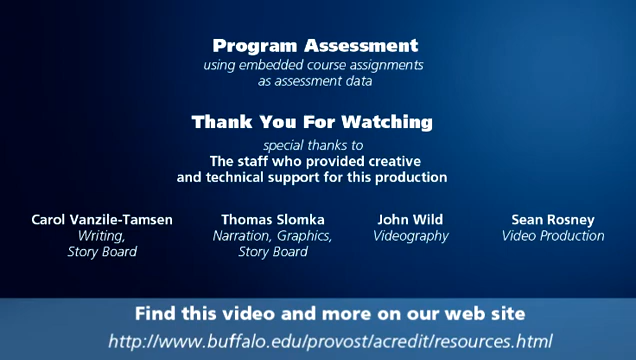 Program Assessment
using embedded course assignments
as assessment data
Thank You For Watching
special thanks to
The staff who provided creative
and technical support for this production
Carol Vanzile-Tamsen
Writing,
Story Board
Thomas Slomka
Narration, Graphics,
Story Board
John Wild
Videography
Sean Rosney
Video Production
Find this video and more on our web site
http://www.buffalo.edu/provost/acredit/resources.html